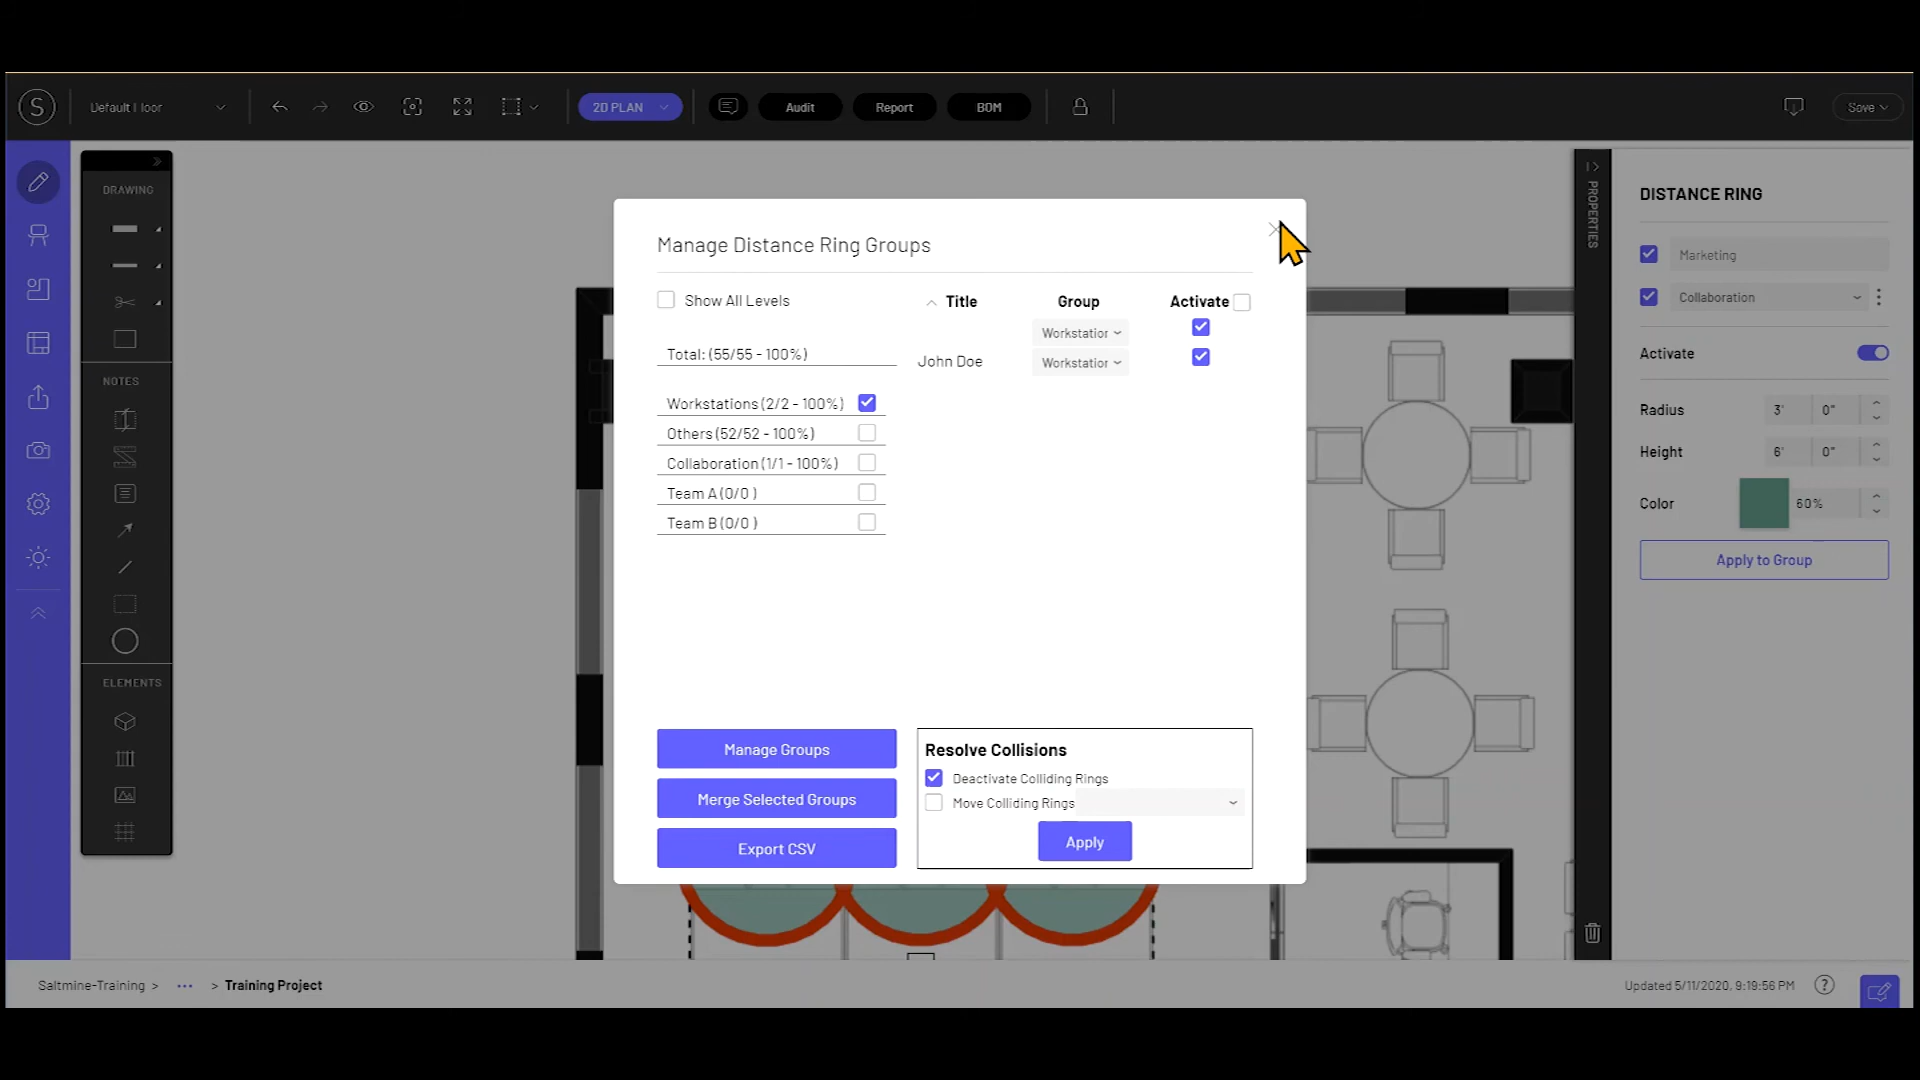 S
Default Floor
2D PLAN
Audit
Report
BOM
Save
DRAWING
NOTES
ELEMENTS
Manage Distance Ring Groups
Show All Levels
Title
Group
Activate
Workstation
Total: (55/55 - 100%)
John Doe
Workstation
Workstations (2/2 - 100%)
Others (52/52 - 100%)
Collaboration (1/1 - 100%)
Team A (0/0 )
Team B (0/0 )
Manage Groups
Merge Selected Groups
Export CSV
Resolve Collisions
Deactivate Colliding Rings
Move Colliding Rings
Apply
PROPERTIES
DISTANCE RING
Marketing
Collaboration
Activate
Radius 3' 0"
Height 6' 0"
Color 60%
Apply to Group
Saltmine-Training > ... > Training Project
Updated 5/11/2020, 9:19:56 PM
?